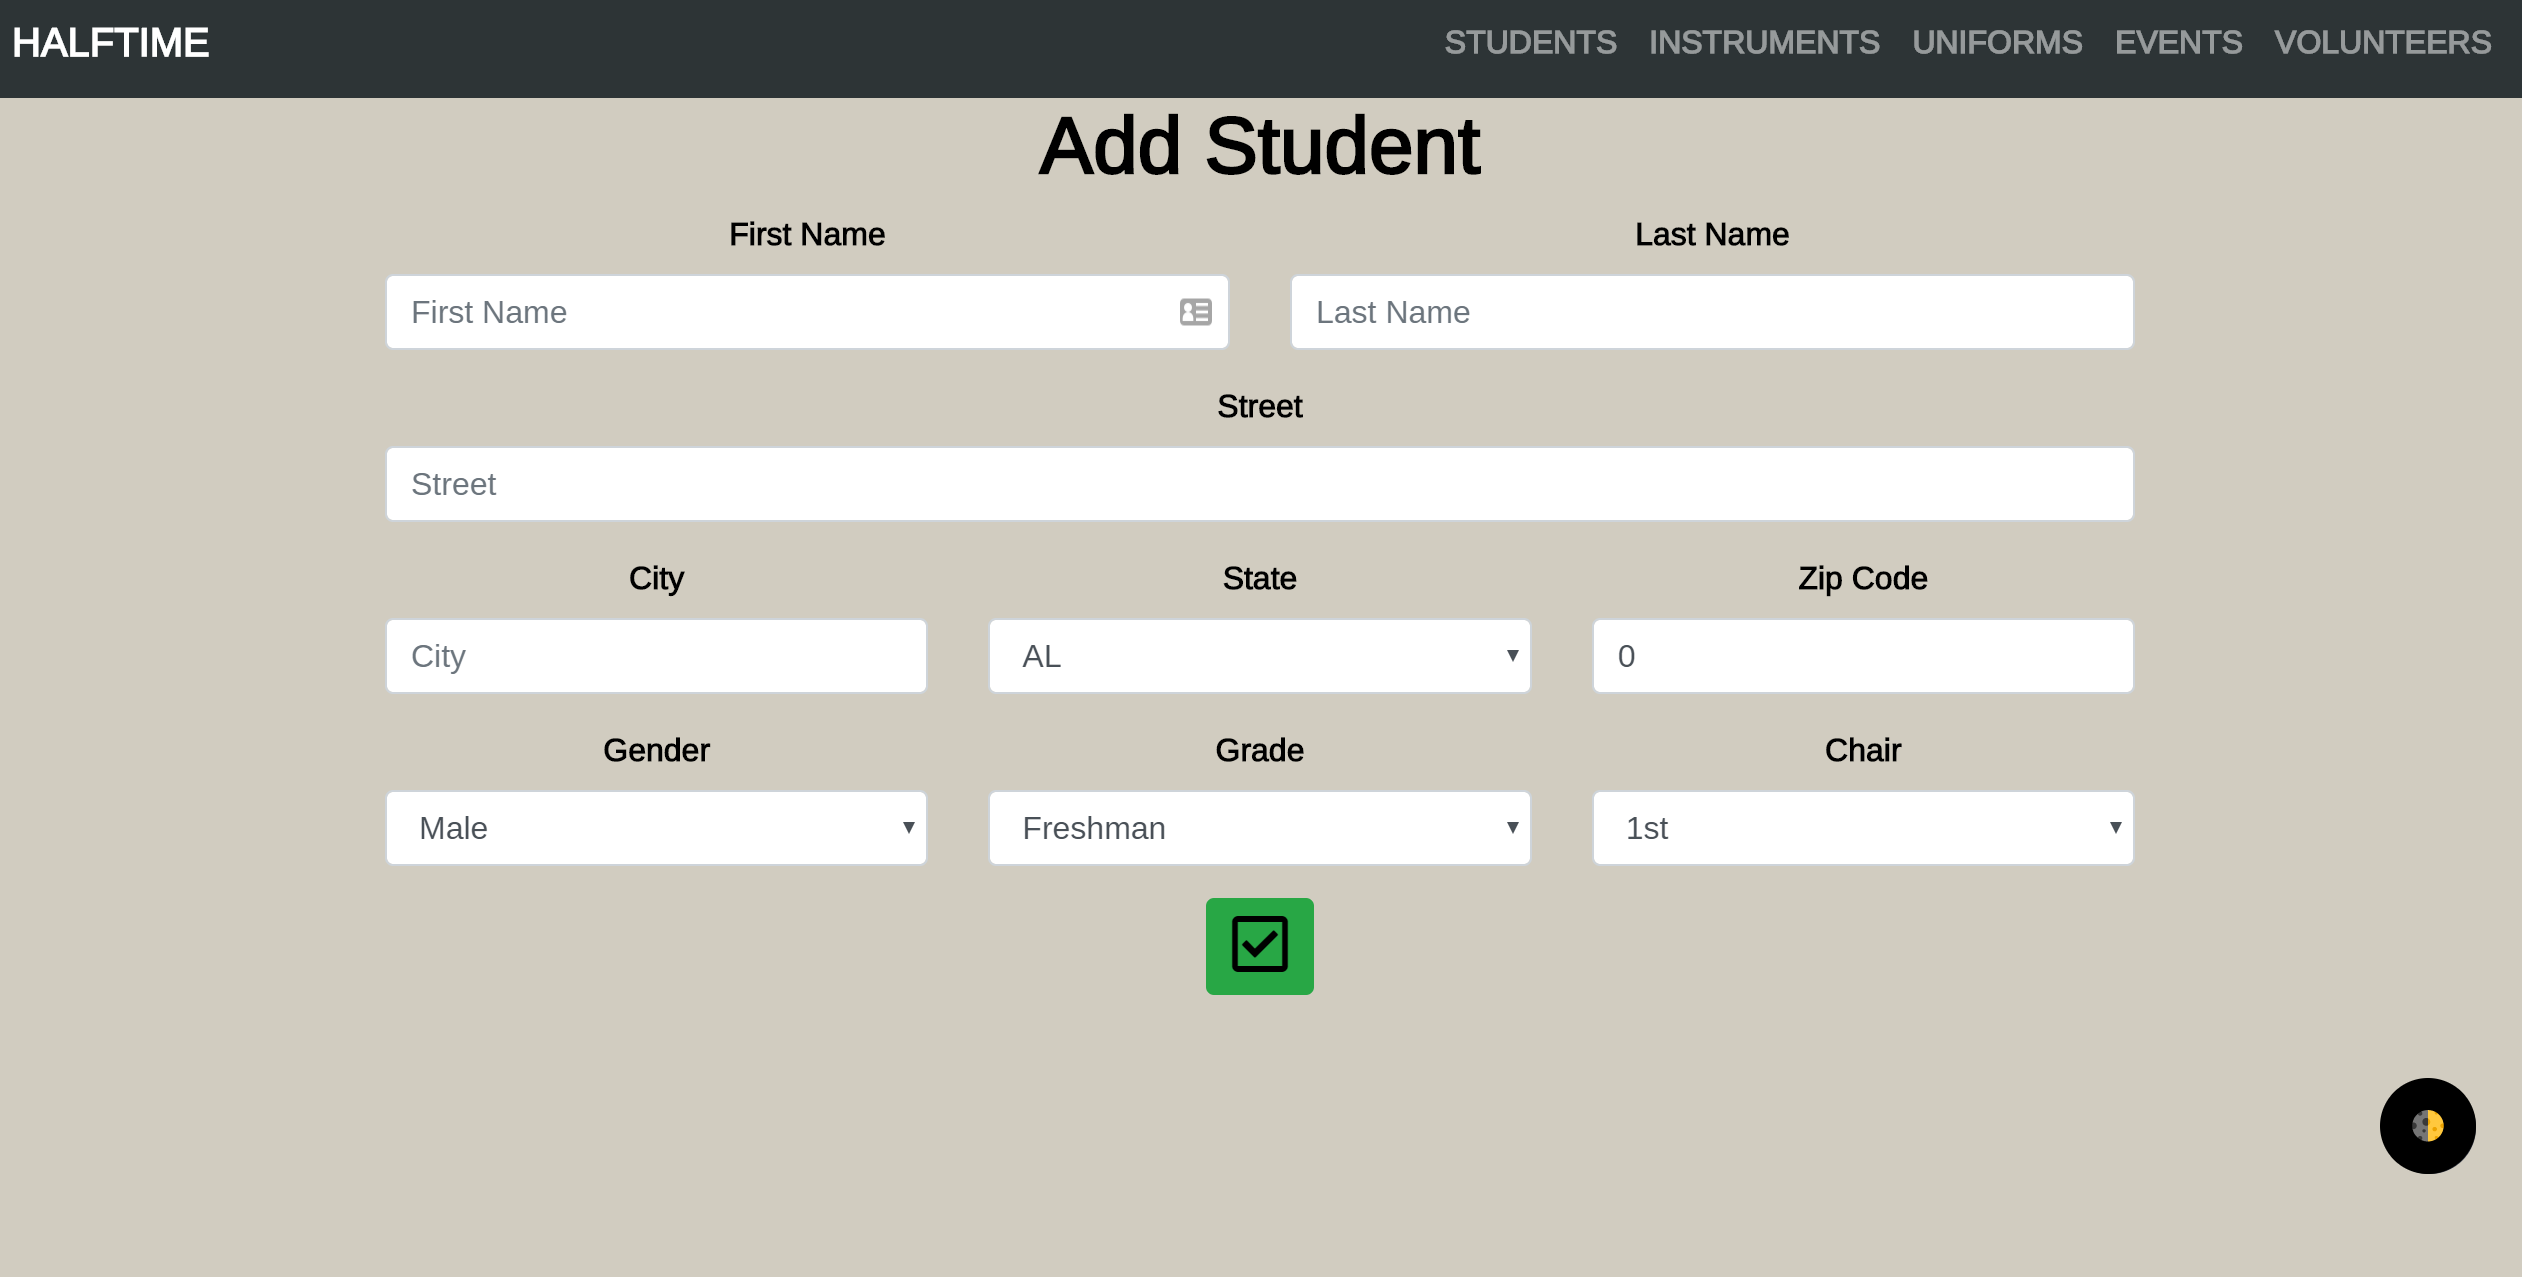 HALFTIME STUDENTS INSTRUMENTS UNIFORMS EVENTS VOLUNTEERS
Add Student
First Name Last Name
First Name Last Name
Street
Street
City State Zip Code
City AL 0
Gender Grade Chair
Male Freshman 1st